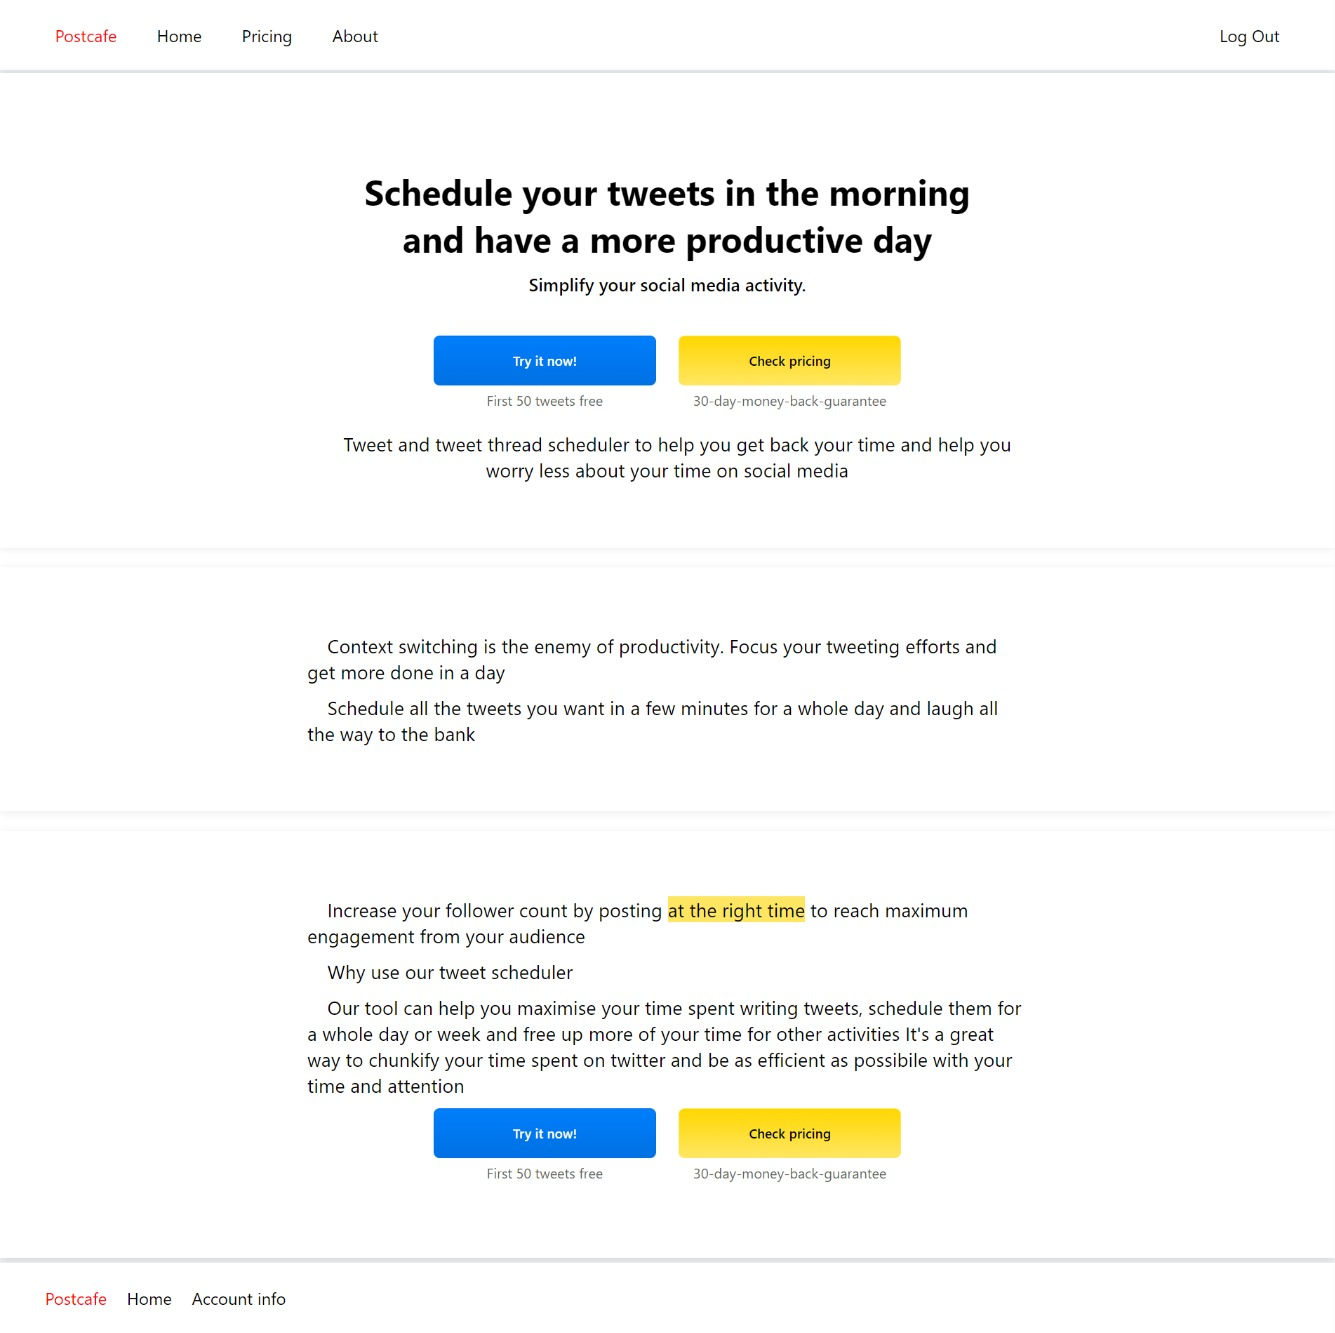 Postcafe Home Pricing About Log Out
Schedule your tweets in the morning
and have a more productive day
Simplify your social media activity.
Try it now! Check pricing
First 50 tweets free 30-day-money-back-guarantee
Tweet and tweet thread scheduler to help you get back your time and help you
worry less about your time on social media
Context switching is the enemy of productivity. Focus your tweeting efforts and
get more done in a day
Schedule all the tweets you want in a few minutes for a whole day and laugh all
the way to the bank
Increase your follower count by posting at the right time to reach maximum
engagement from your audience
Why use our tweet scheduler
Our tool can help you maximise your time spent writing tweets, schedule them for
a whole day or week and free up more of your time for other activities It's a great
way to chunkify your time spent on twitter and be as efficient as possibile with your
time and attention
Try it now! Check pricing
First 50 tweets free 30-day-money-back-guarantee
Postcafe Home Account info